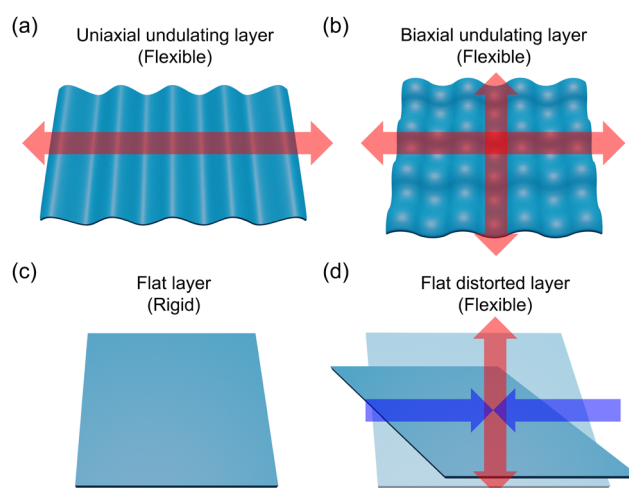 (a)
Uniaxial undulating layer
(Flexible)
(b)
Biaxial undulating layer
(Flexible)
(c)
Flat layer
(Rigid)
(d)
Flat distorted layer
(Flexible)